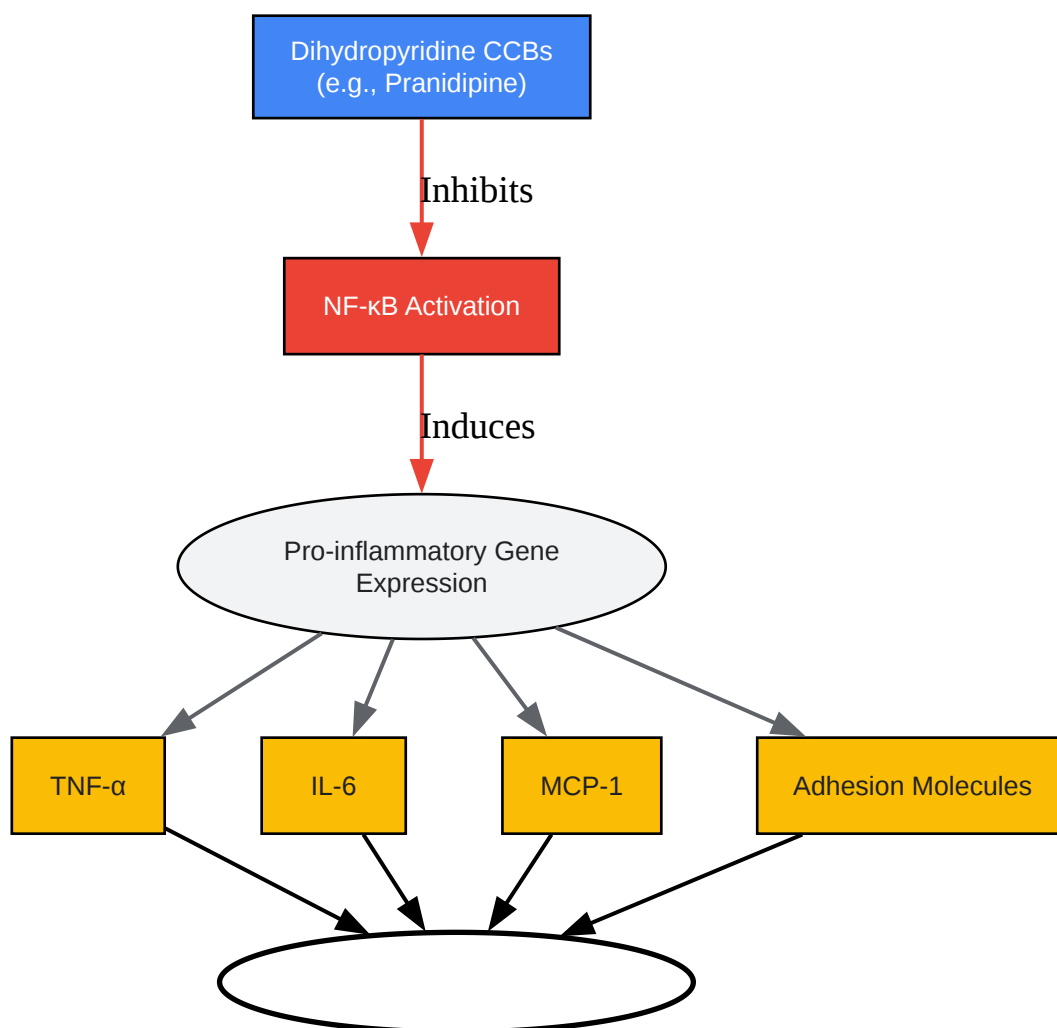 Dihydropyridine CCBs
(e.g., Pranidipine)
Inhibits
NF-κB Activation
Induces
Pro-inflammatory Gene
Expression
TNF-α
IL-6
MCP-1
Adhesion Molecules